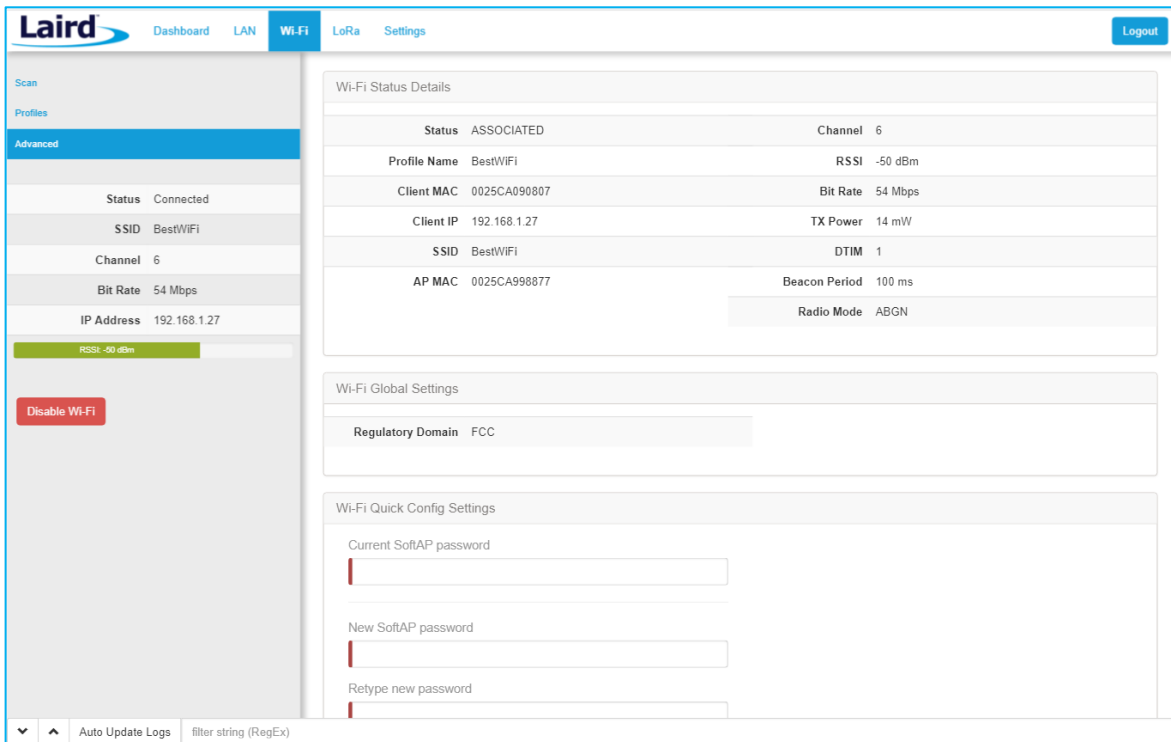 Laird™
Dashboard LAN Wi-Fi LoRa Settings Logout
Scan
Profiles
Advanced
Status Connected
SSID BestWiFi
Channel 6
Bit Rate 54 Mbps
IP Address 192.168.1.27
RSSI: -50 dBm
Disable Wi-Fi
Wi-Fi Status Details
Status ASSOCIATED Channel 6
Profile Name BestWiFi RSSI -50 dBm
Client MAC 0025CA090807 Bit Rate 54 Mbps
Client IP 192.168.1.27 TX Power 14 mW
SSID BestWiFi DTIM 1
AP MAC 0025CA998877 Beacon Period 100 ms
Radio Mode ABGN
Wi-Fi Global Settings
Regulatory Domain FCC
Wi-Fi Quick Config Settings
Current SoftAP password
New SoftAP password
Retype new password
Auto Update Logs filter string (RegEx)